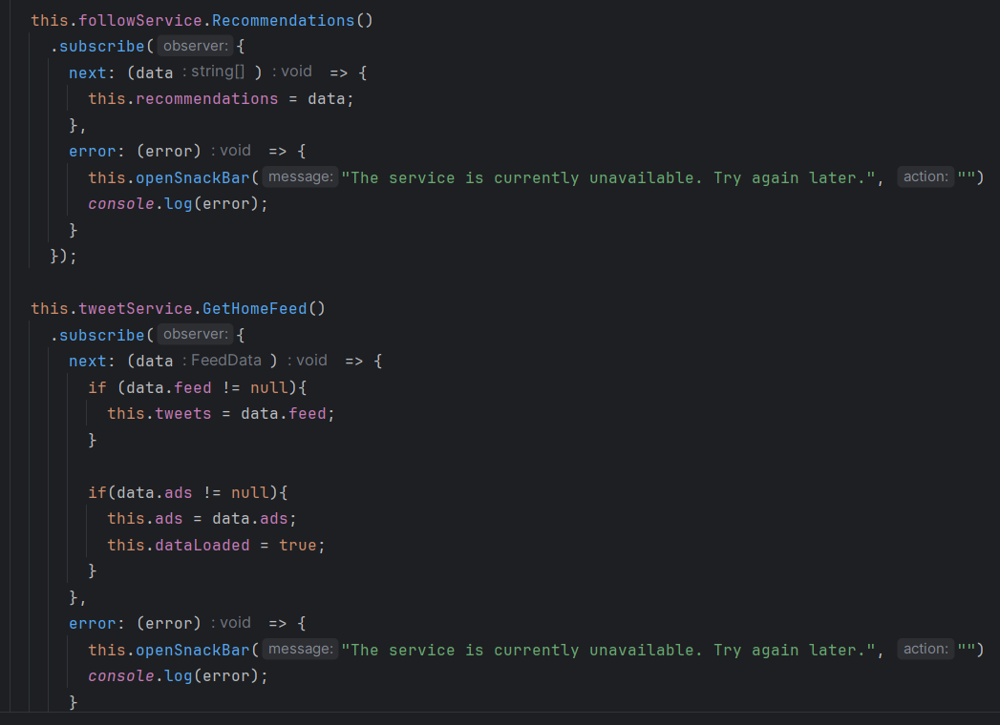 this.followService.Recommendations()
  .subscribe( observer: {
    next: (data : string[] ) : void  => {
      this.recommendations = data;
    },
    error: (error) : void  => {
      this.openSnackBar( message: "The service is currently unavailable. Try again later.", action: "")
      console.log(error);
    }
  });

this.tweetService.GetHomeFeed()
  .subscribe( observer: {
    next: (data : FeedData ) : void  => {
      if (data.feed != null){
        this.tweets = data.feed;
      }

      if(data.ads != null){
        this.ads = data.ads;
        this.dataLoaded = true;
      }
    },
    error: (error) : void  => {
      this.openSnackBar( message: "The service is currently unavailable. Try again later.", action: "")
      console.log(error);
    }